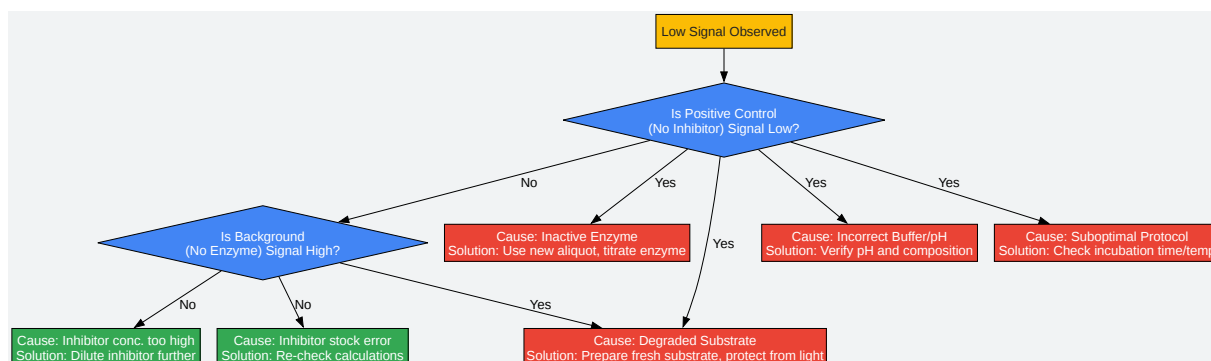 Low Signal Observed
Is Positive Control
(No Inhibitor) Signal Low?
No
Yes
Yes
Yes
Yes
Is Background
(No Enzyme) Signal High?
Cause: Inactive Enzyme
Solution: Use new aliquot, titrate enzyme
Cause: Incorrect Buffer/pH
Solution: Verify pH and composition
Cause: Suboptimal Protocol
Solution: Check incubation time/temp
No
No
Yes
Cause: Inhibitor conc. too high
Solution: Dilute inhibitor further
Cause: Inhibitor stock error
Solution: Re-check calculations
Cause: Degraded Substrate
Solution: Prepare fresh substrate, protect from light